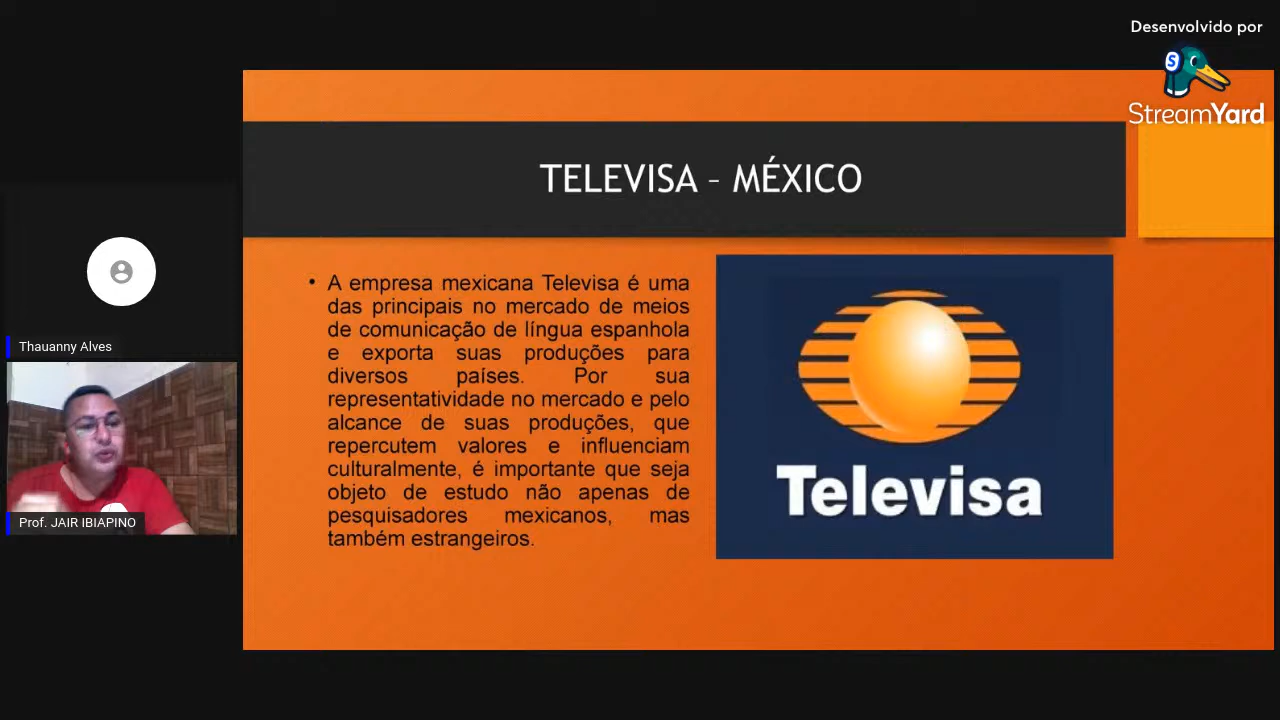 Desenvolvido por
S
StreamYard
TELEVISA – MÉXICO
• A empresa mexicana Televisa é uma
das principais no mercado de meios
de comunicação de língua espanhola
e exporta suas produções para
diversos países. Por sua
representatividade no mercado e pelo
alcance de suas produções, que
repercutem valores e influenciam
culturalmente, é importante que seja
objeto de estudo não apenas de
pesquisadores mexicanos, mas
também estrangeiros.
Televisa
Thauanny Alves
Prof. JAIR IBIAPINO